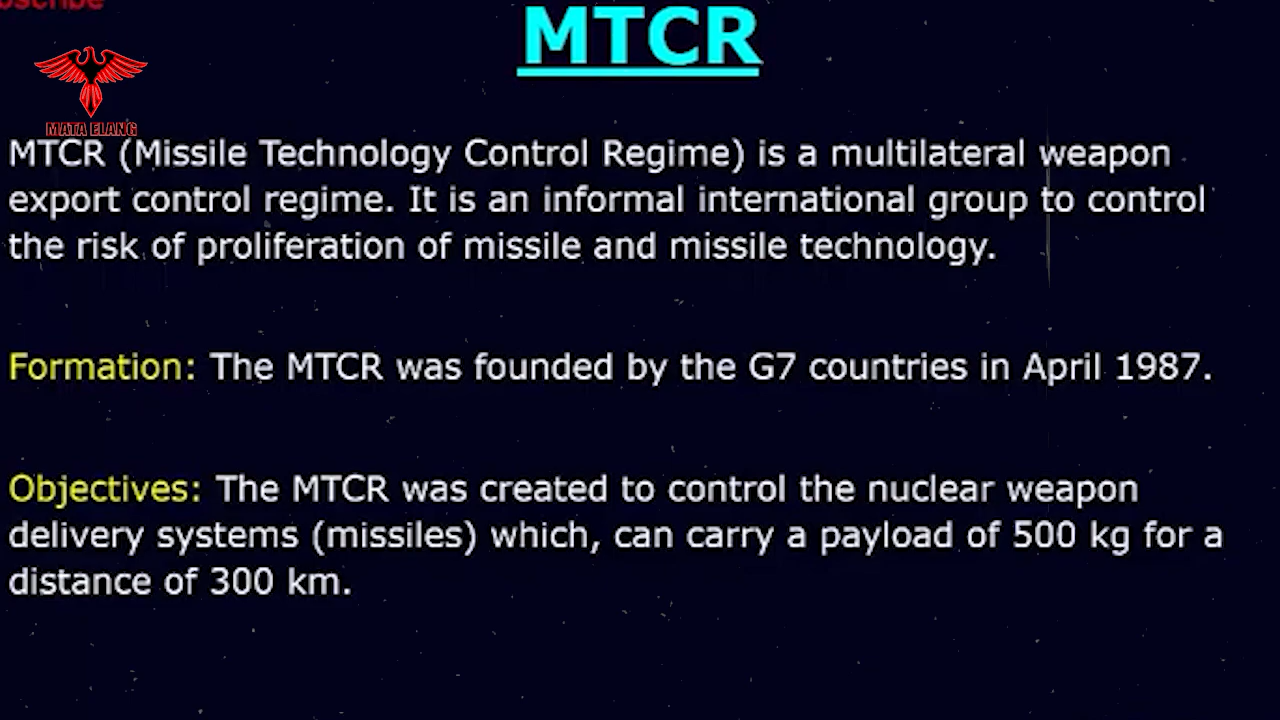 MTCR
MATA ELANG
MTCR (Missile Technology Control Regime) is a multilateral weapon
export control regime. It is an informal international group to control
the risk of proliferation of missile and missile technology.
Formation: The MTCR was founded by the G7 countries in April 1987.
Objectives: The MTCR was created to control the nuclear weapon
delivery systems (missiles) which, can carry a payload of 500 kg for a
distance of 300 km.